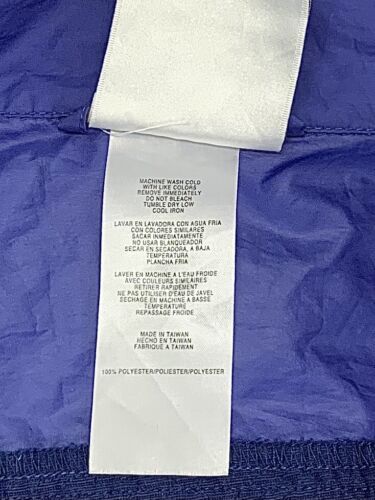 MACHINE WASH COLD
WITH LIKE COLORS
REMOVE IMMEDIATELY
DO NOT BLEACH
TUMBLE DRY LOW
COOL IRON
LAVAR EN LAVADORA CON AGUA FRIA
CON COLORES SIMILARES
SACAR INMEDIATAMENTE
NO USAR BLANQUEADOR
SECAR EN SECADORA, A BAJA
TEMPERATURA
PLANCHA FRIA
LAVER EN MACHINE A L'EAU FROIDE
AVEC COULEURS SIMILAIRES
RETIRER RAPIDEMENT
NE PAS UTILISER D'EAU DE JAVEL
SECHAGE EN MACHINE A BASSE
TEMPERATURE
REPASSAGE FROIDE
MADE IN TAIWAN
HECHO EN TAIWAN
FABRIQUE A TAIWAN
100% POLYESTER/POLIESTER/POLYESTER